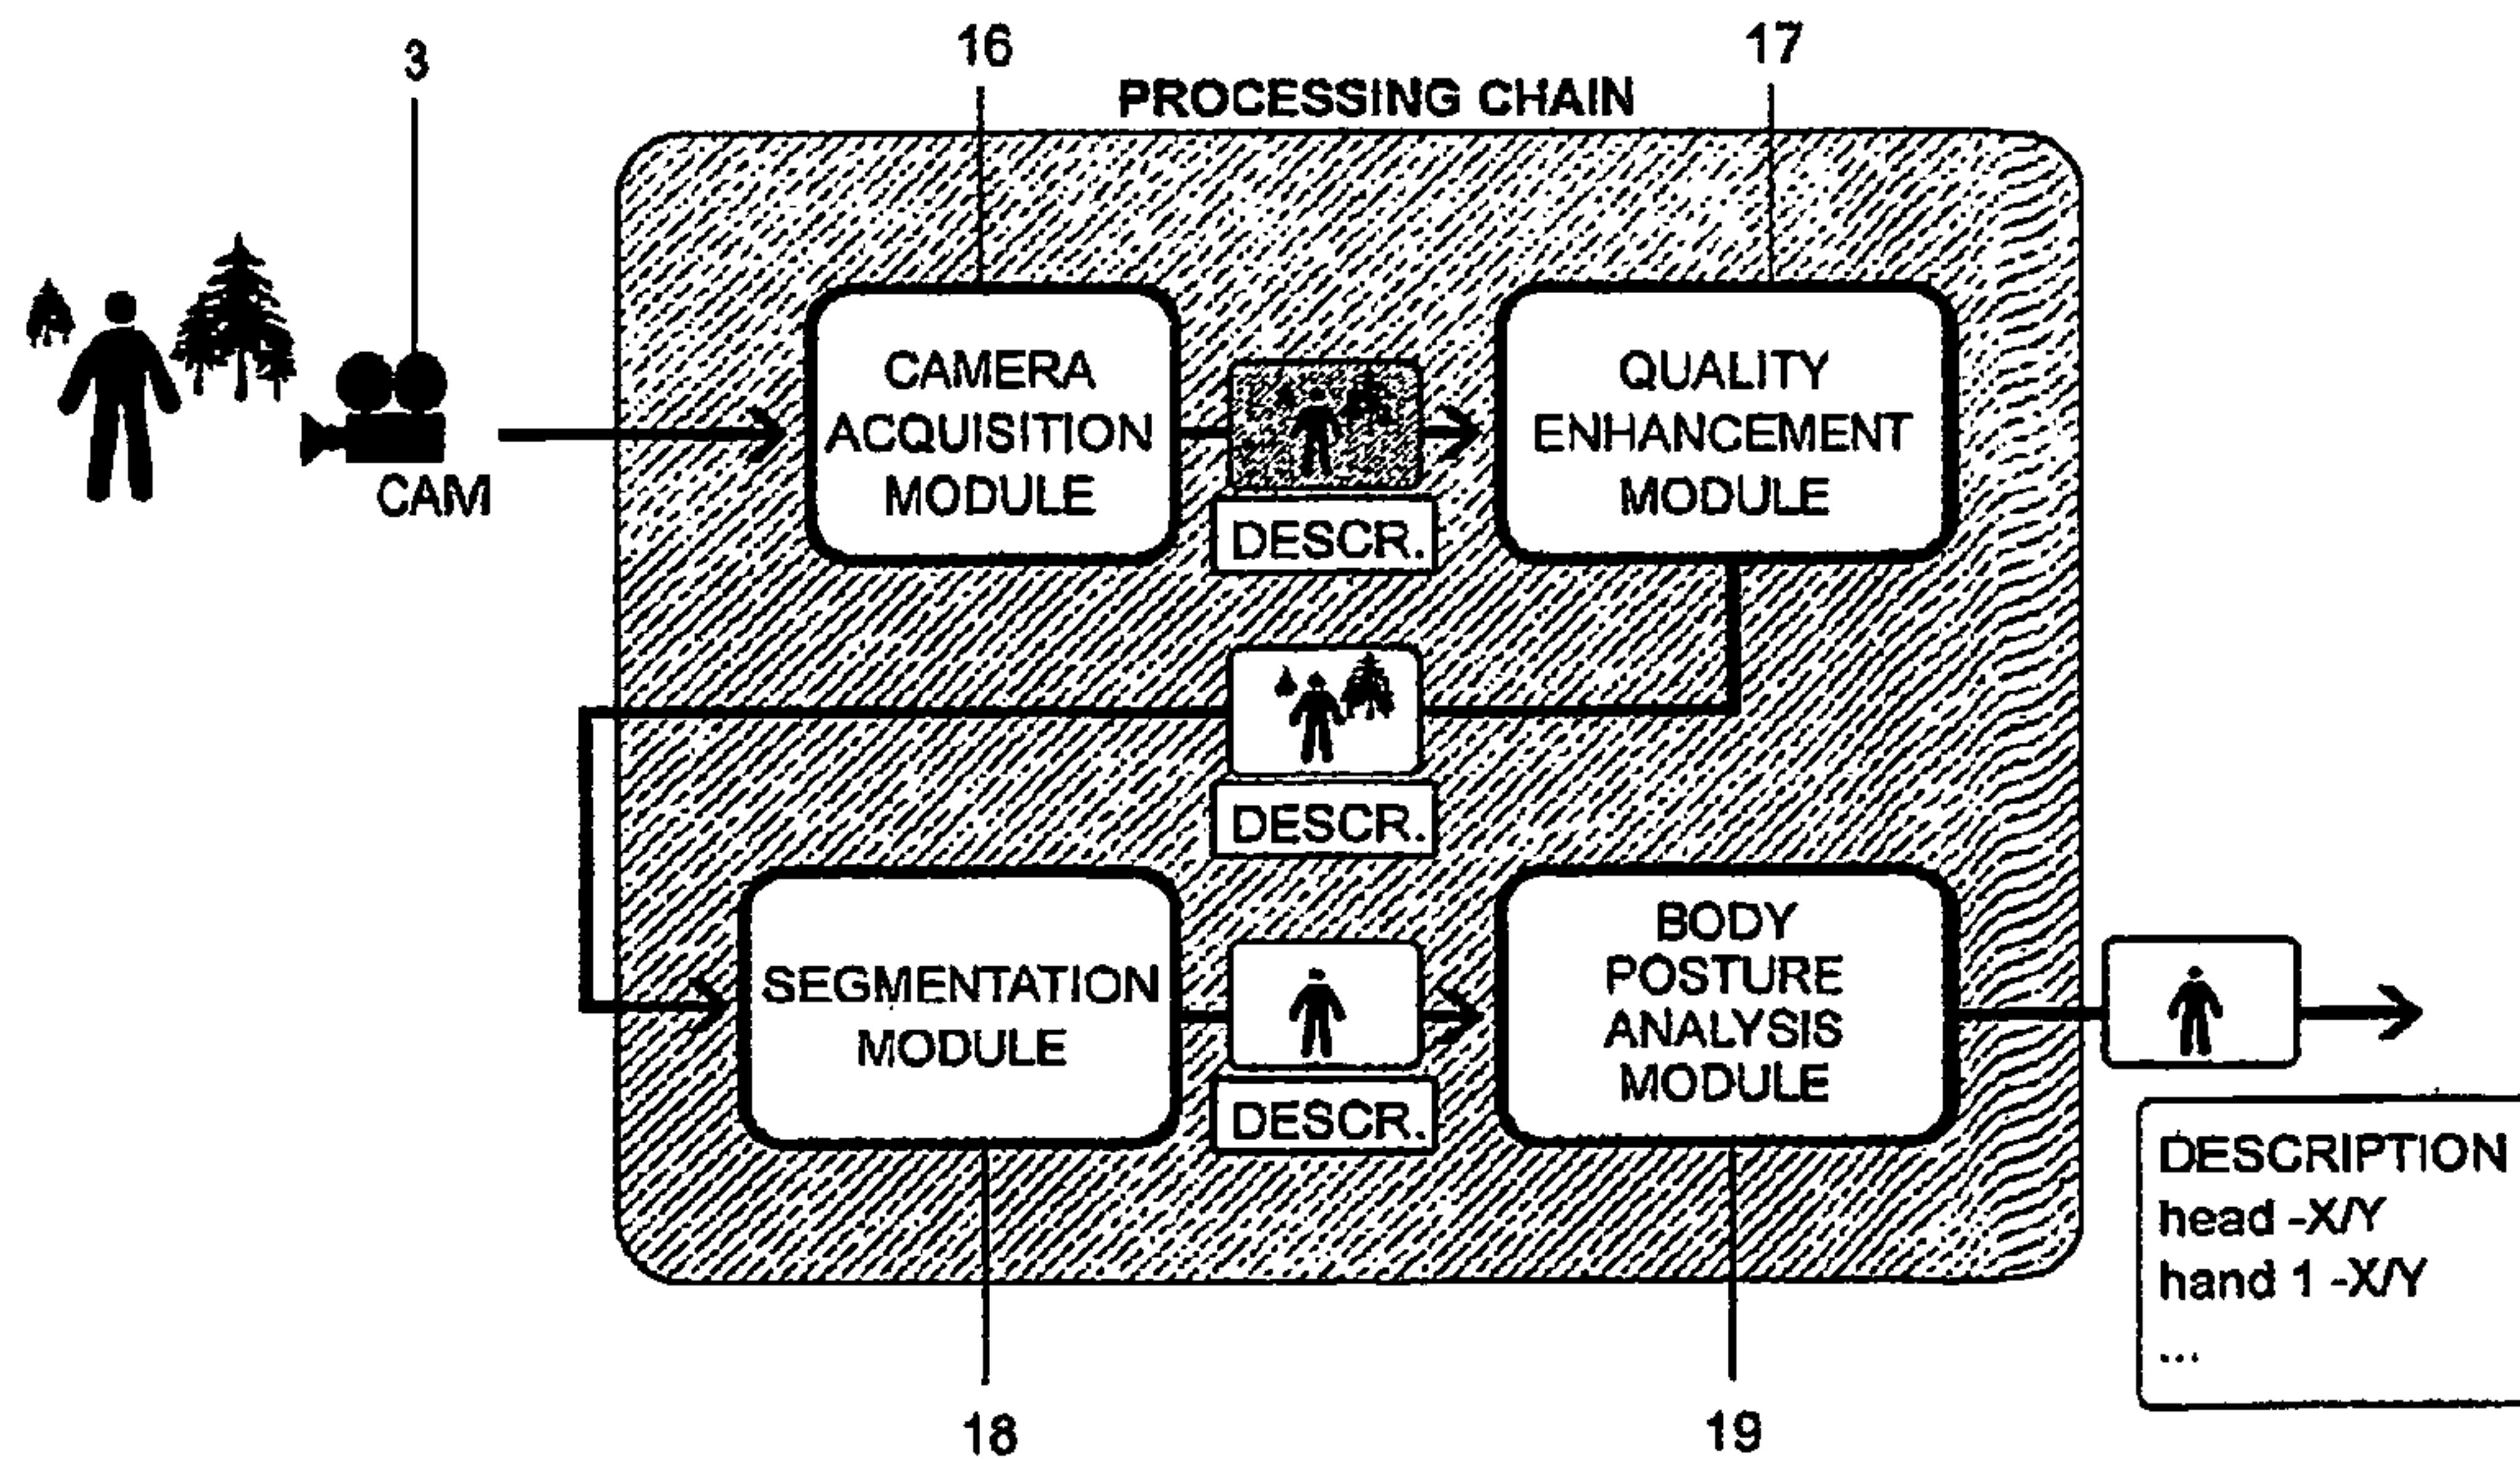 3
16
17
PROCESSING CHAIN
CAMERA
ACQUISITION
MODULE
QUALITY
ENHANCEMENT
MODULE
CAM
DESCR.
DESCR.
SEGMENTATION
MODULE
BODY
POSTURE
ANALYSIS
MODULE
DESCR.
DESCRIPTION
head -X/Y
hand 1 -X/Y
...
18
19